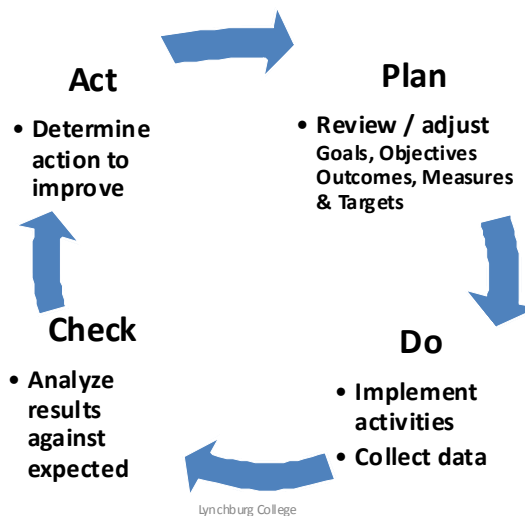 Act
• Determine
action to
improve
Plan
• Review / adjust
Goals, Objectives
Outcomes, Measures
& Targets
Do
• Implement
activities
• Collect data
Check
• Analyze
results
against
expected
Lynchburg College